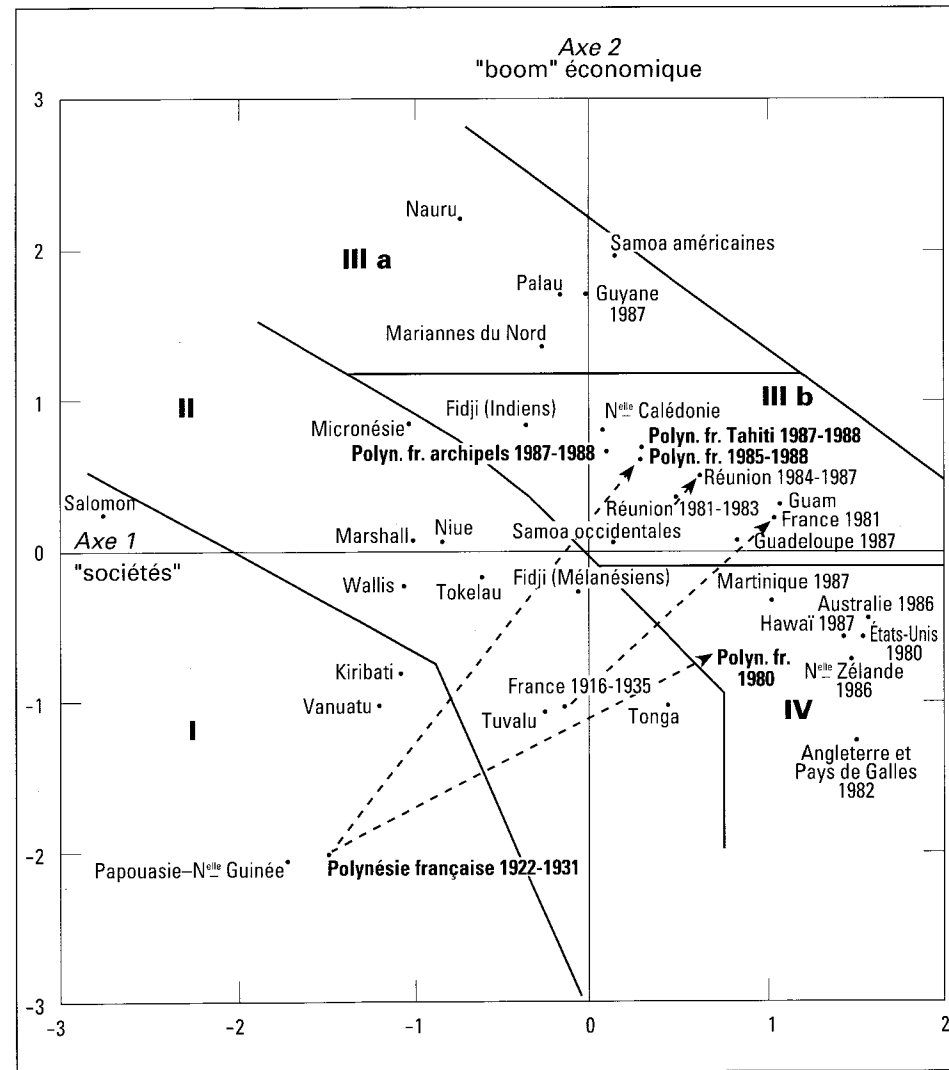 Axe 2
"boom" économique
3
Nauru
III a
Samoa américaines
2
Palau
Guyane
1987
Mariannes du Nord
III b
II
1
Fidji (Indiens)
Nelle Calédonie
Micronésie
Polyn. fr. Tahiti 1987-1988
Polyn. fr. archipels 1987-1988
Polyn. fr. 1985-1988
Réunion 1984-1987
Salomon
Réunion 1981-1983
Guam
France 1981
Axe 1
"sociétés"
0
Marshall
Niue
Samoa occidentales
Guadeloupe 1987
Wallis
Tokelau
Fidji (Mélanésiens)
Martinique 1987
Australie 1986
Hawaï 1987
États-Unis
1980
Nelle Zélande
1986
Polyn. fr.
1980
Kiribati
Vanuatu
France 1916-1935
Tuvalu
Tonga
-1
I
IV
Angleterre et
Pays de Galles
1982
-2
Papouasie–Nelle Guinée
Polynésie française 1922-1931
-3
-3
-2
-1
0
1
2